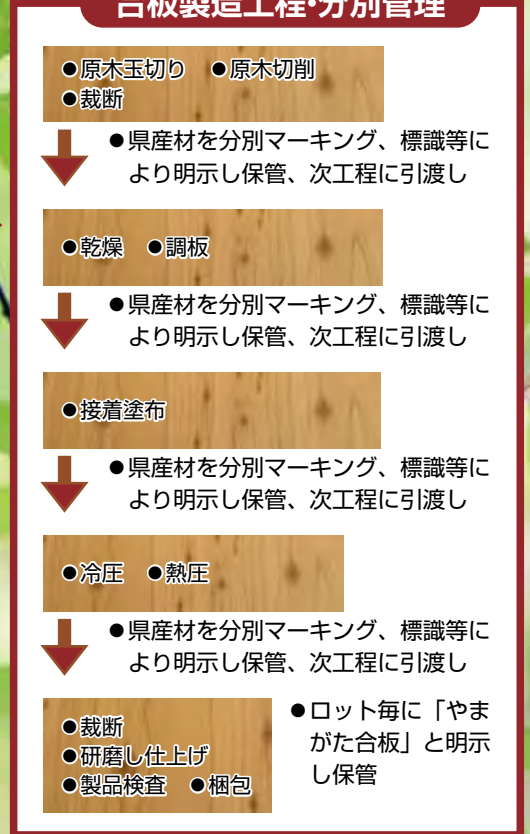 合板製造工程・分別管理
●原木玉切り ●原木切削
●裁断
●県産材を分別マーキング、標識等に
より明示し保管、次工程に引渡し
●乾燥 ●調板
●県産材を分別マーキング、標識等に
より明示し保管、次工程に引渡し
●接着塗布
●県産材を分別マーキング、標識等に
より明示し保管、次工程に引渡し
●冷圧 ●熱圧
●県産材を分別マーキング、標識等に
より明示し保管、次工程に引渡し
●裁断
●研磨し仕上げ
●製品検査 ●梱包
●ロット毎に「やま
がた合板」と明示
し保管